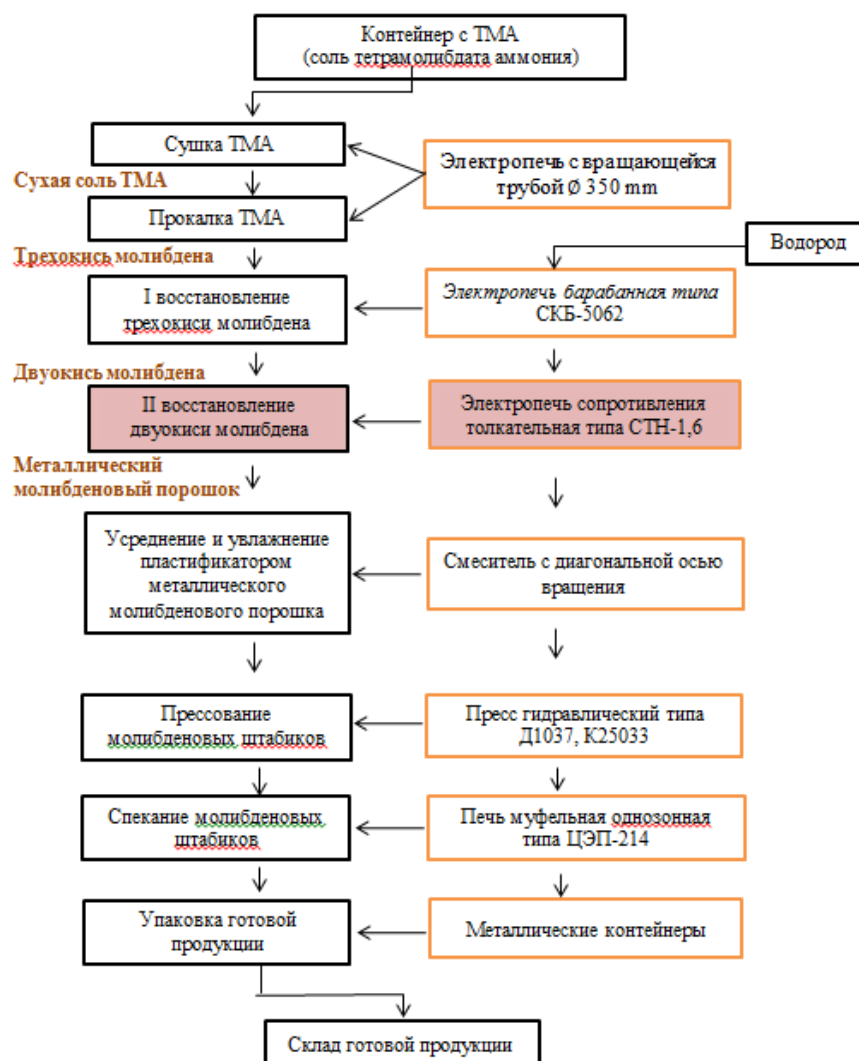 Контейнер с ТМА
(соль тетрамолибдата аммония)
Сушка ТМА
Электропечь с вращающейся
трубой Ø 350 mm
Сухая соль ТМА
Прокалка ТМА
Водород
Трехокись молибдена
I восстановление
трехокиси молибдена
Электропечь барабанная типа
СКБ-5062
Двуокись молибдена
II восстановление
двуокиси молибдена
Электропечь сопротивления
толкательная типа СТН-1,6
Металлический
молибденовый порошок
Усреднение и увлажнение
пластификатором
металлического
молибденового порошка
Смеситель с диагональной осью
вращения
Прессование
молибденовых штабиков
Пресс гидравлический типа
Д1037, К25033
Спекание молибденовых
штабиков
Печь муфельная однозонная
типа ЦЭП-214
Упаковка готовой
продукции
Металлические контейнеры
Склад готовой продукции